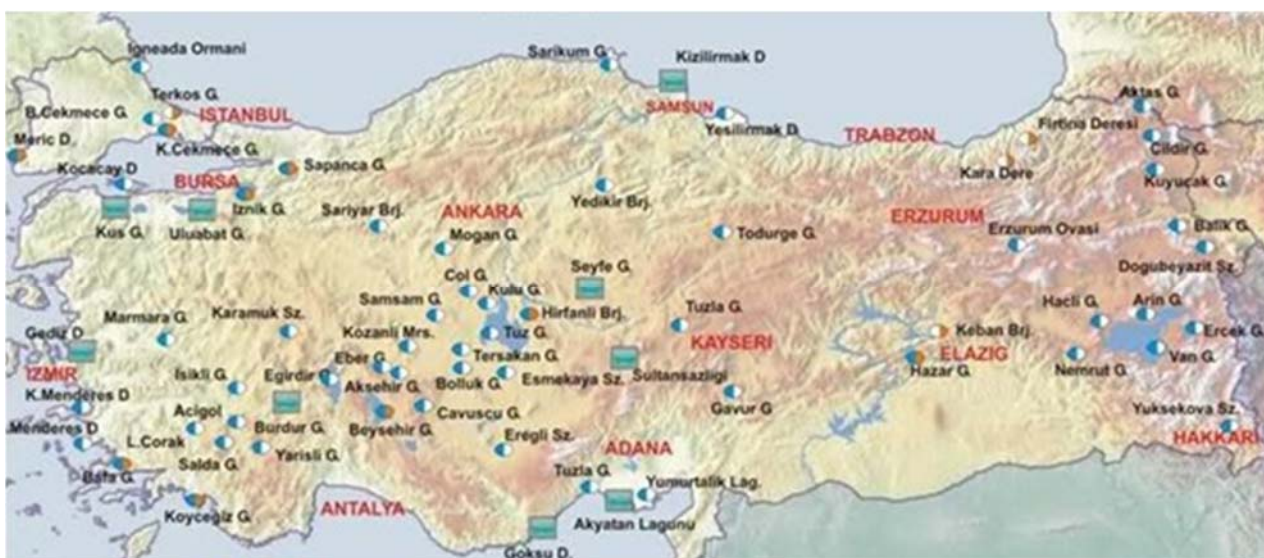 Igneada Ormani
Sarikum G.
Kizilirmak D
Terkos G.
Aktas G.
B.Cekmece G.
ISTANBUL
SAMSUN
Yesilirmak D.
TRABZON
Firtina Deresi
Meric D.
K.Cekmece G.
Cildir G.
Kocacay D
Sapanca G.
Kara Dere
BURSA
Kuyucak G.
Iznik G.
Sariyar Brj.
ANKARA
Yedikir Brj.
ERZURUM
Kus G.
Uluabat G.
Mogan G.
Todurge G.
Erzurum Ovasi
Balik G.
Col G.
Seyfe G.
Dogubeyazit Sz.
Samsam G.
Kulu G.
Hacli G.
Arin G.
Marmara G.
Karamuk Sz.
Hirfanli Brj.
Tuzla G.
Gediz D
Kozanli Mrs.
Tuz G.
KAYSERI
Keban Brj.
Ercek G.
Eber G.
Tersakan G.
ELAZIG
Van G.
IZMIR
Isikli G.
Egirdir G.
Aksehir G.
Bolluk G.
Esmekaya Sz.
Sultansazligi
Hazar G.
Nemrut G.
K.Menderes D
Acigol
Burdur G.
Cavuscu G.
Gavur G
Yuksekova Sz.
Menderes D
L.Corak
Beysehir G.
Eregli Sz.
HAKKARI
Salda G.
Yarisli G.
ADANA
Bafa G.
Tuzla G.
Yumurtalik Lag.
Koycegiz G.
ANTALYA
Akyatan Lagunu
Goksu D.